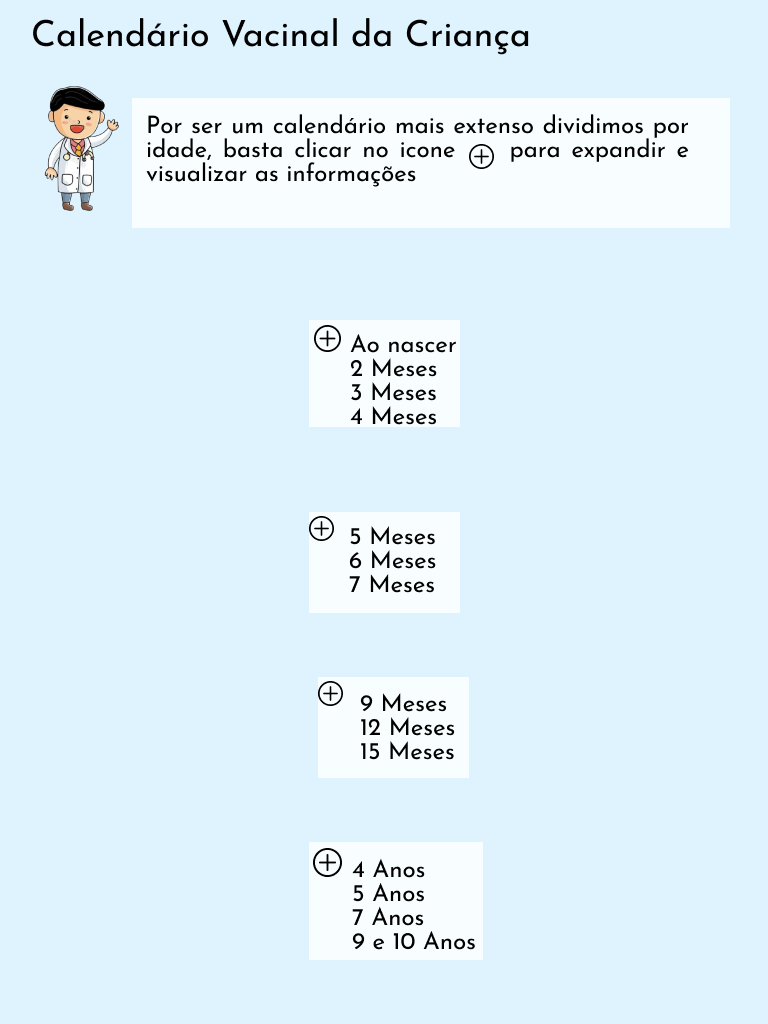 Calendário Vacinal da Criança
Por ser um calendário mais extenso dividimos por
idade, basta clicar no icone para expandir e
visualizar as informações
Ao nascer
2 Meses
3 Meses
4 Meses
5 Meses
6 Meses
7 Meses
9 Meses
12 Meses
15 Meses
4 Anos
5 Anos
7 Anos
9 e 10 Anos